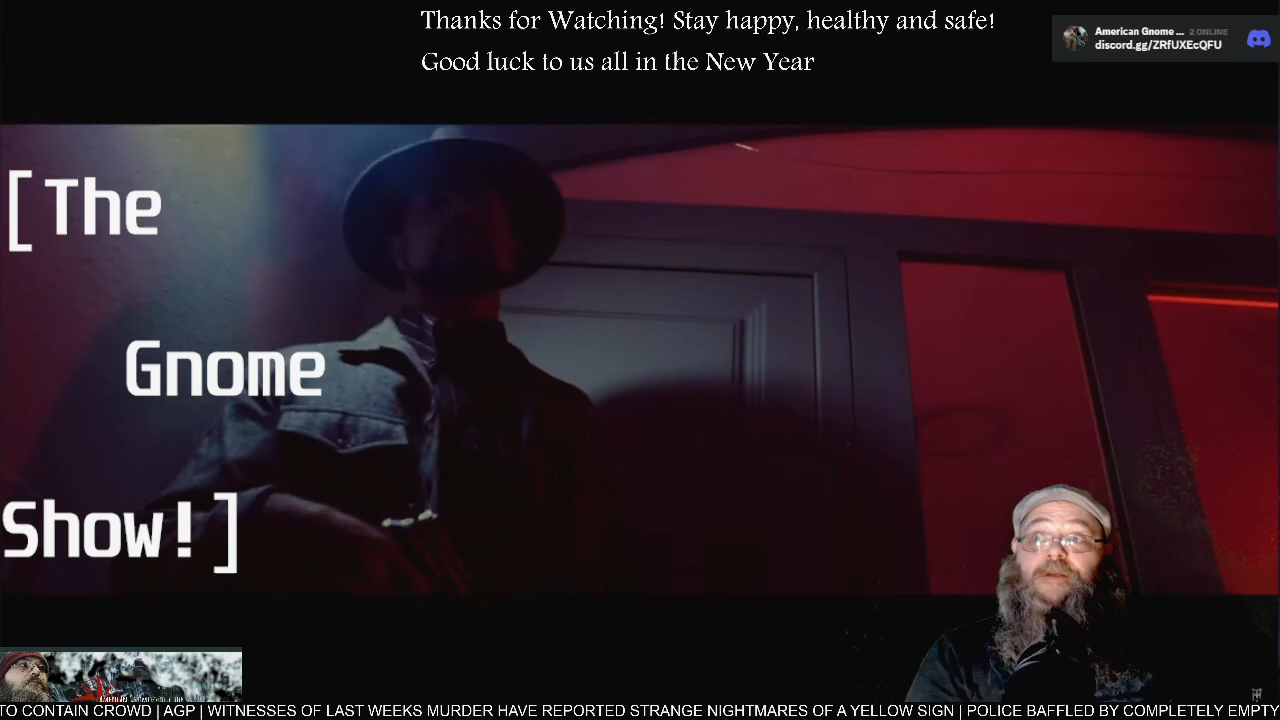 Thanks for Watching! Stay happy, healthy and safe!
Good luck to us all in the New Year
American Gnome ... 2 ONLINE
discord.gg/ZRfUXEcQFU
[The
Gnome
Show!]
TO CONTAIN CROWD | AGP | WITNESSES OF LAST WEEKS MURDER HAVE REPORTED STRANGE NIGHTMARES OF A YELLOW SIGN | POLICE BAFFLED BY COMPLETELY EMPTY